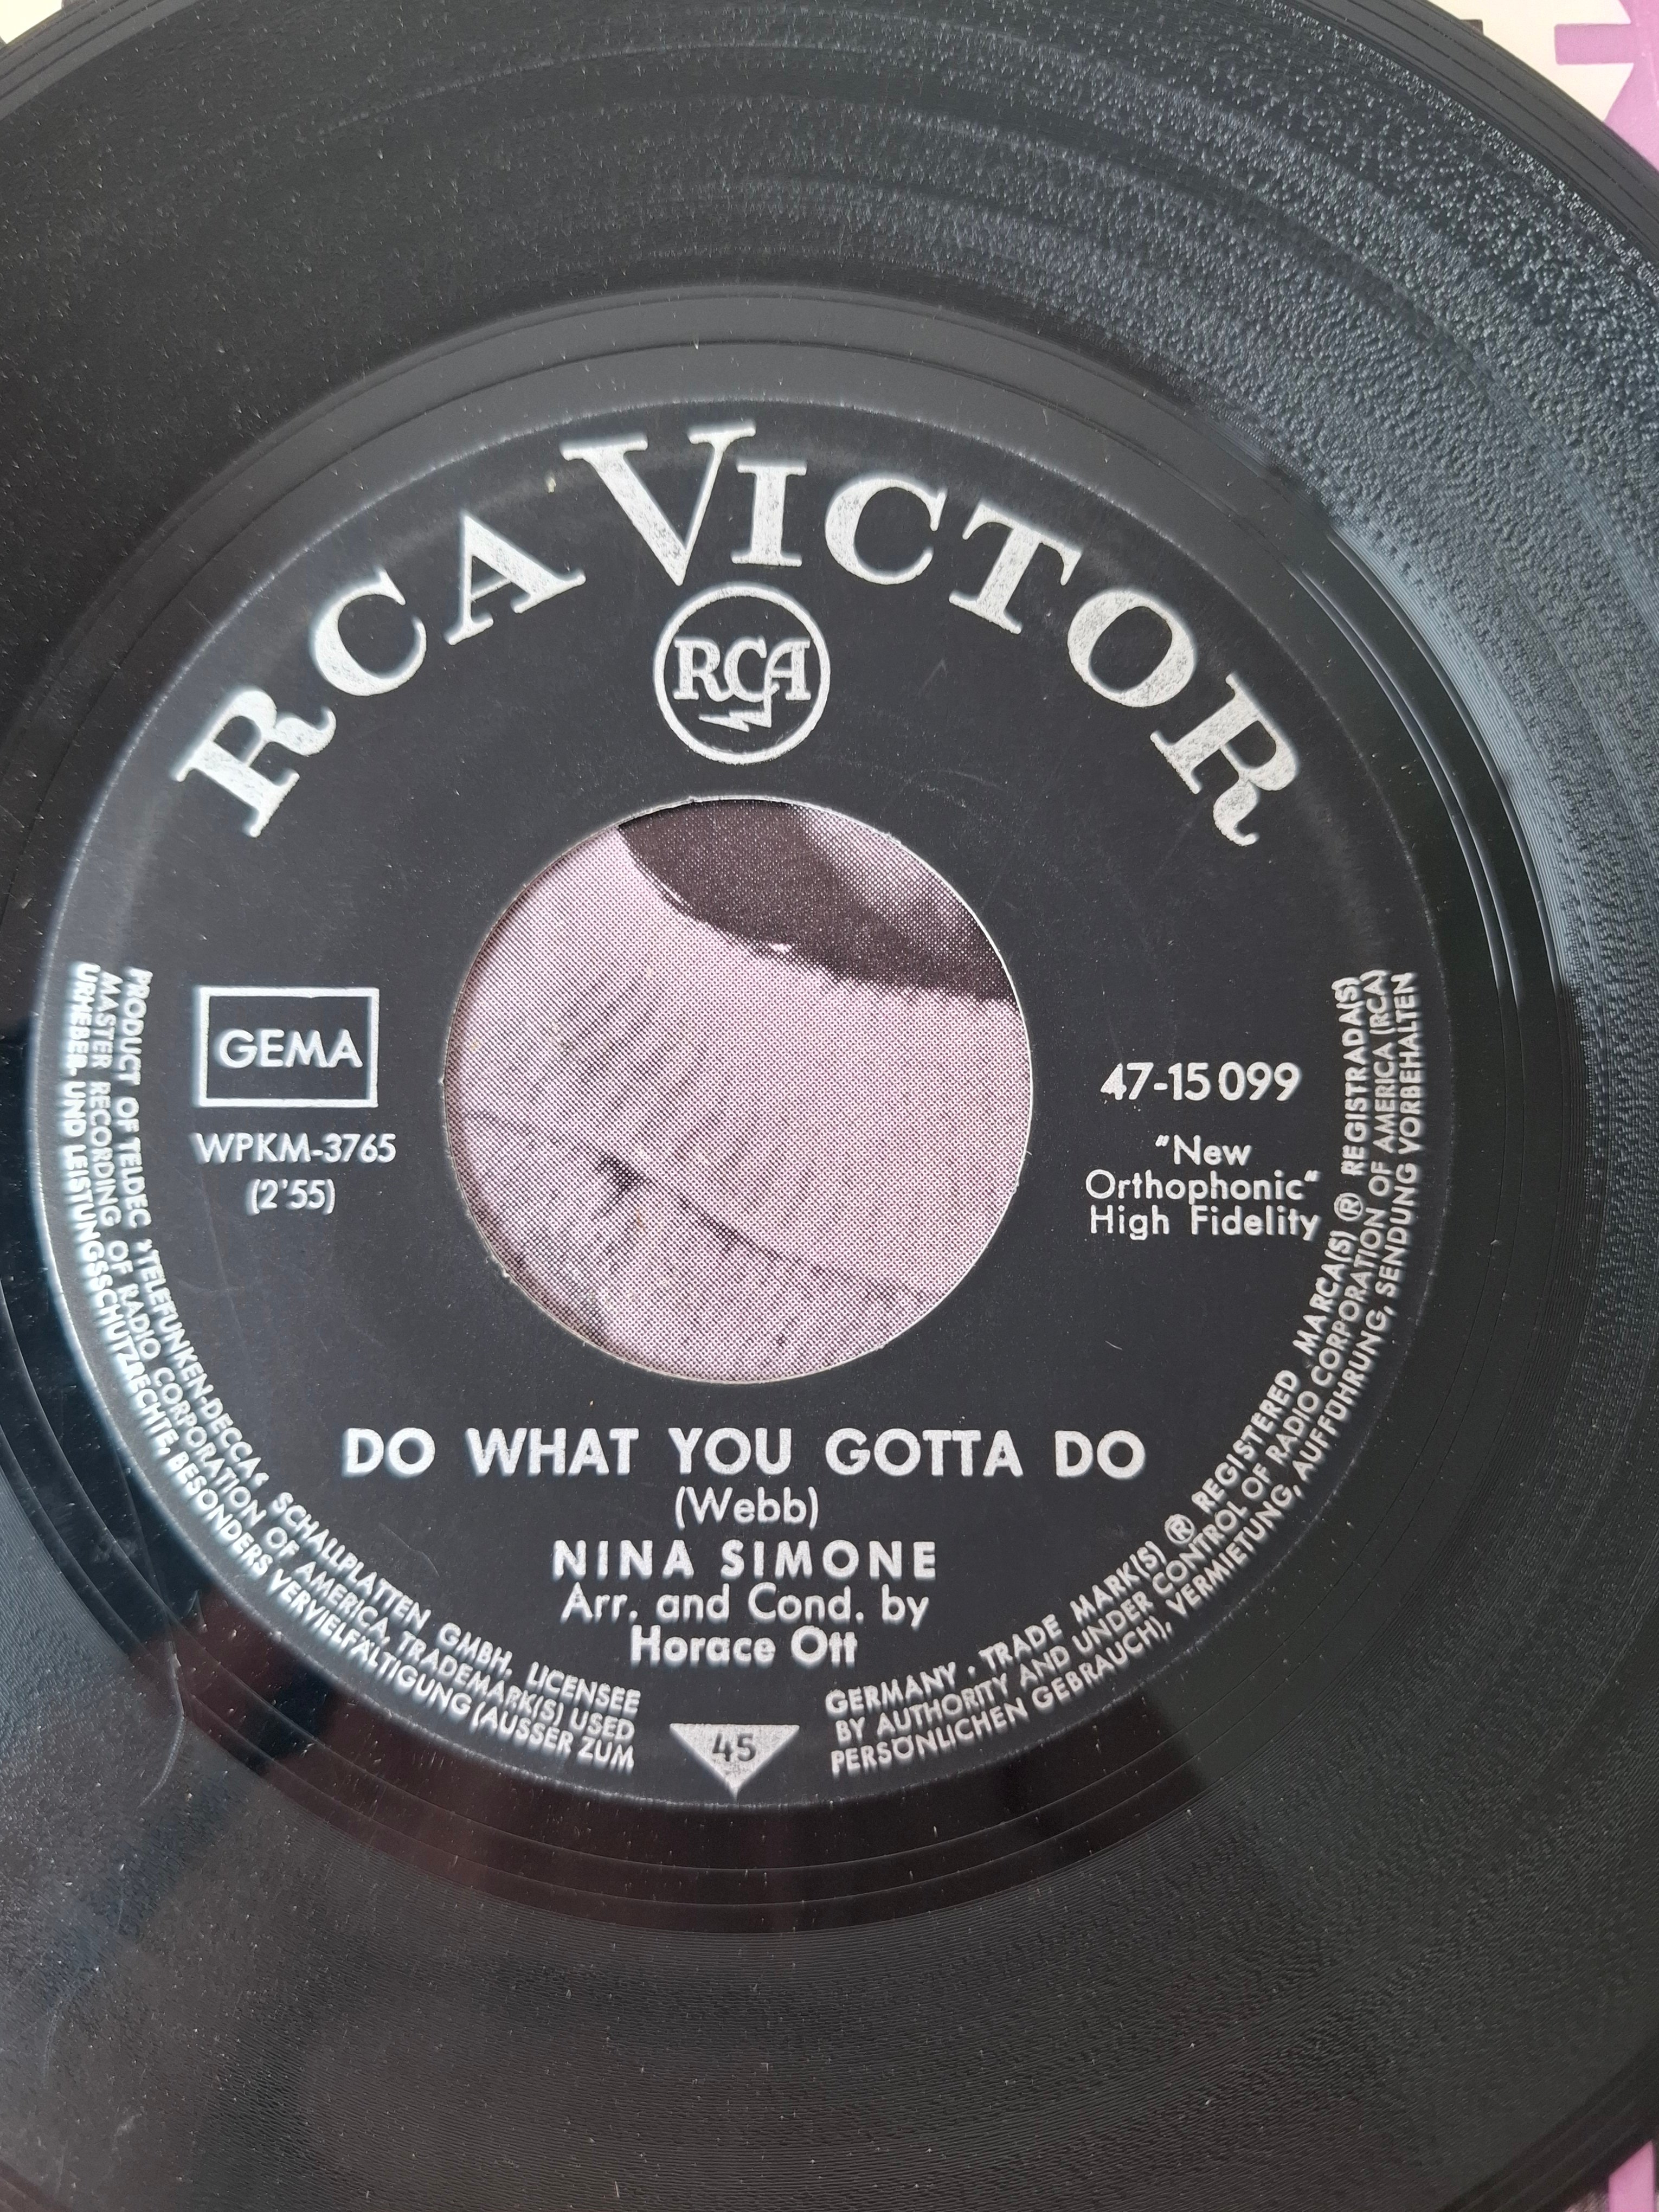 RCA VICTOR
RCA
GEMA
WPKM-3765
(2'55)
47-15 099
"New
Orthophonic"
High Fidelity
DO WHAT YOU GOTTA DO
(Webb)
NINA SIMONE
Arr. and Cond. by
Horace Ott
PRODUCT OF TELDEC »TELEFUNKEN-DECCA« SCHALLPLATTEN GMBH, LICENSEE
MASTER RECORDING OF RADIO CORPORATION OF AMERICA, TRADEMARK(S) USED
URHEBER- UND LEISTUNGSSCHUTZRECHTE, BESONDERS VERVIELFÄLTIGUNG (AUSSER ZUM
45
GERMANY . TRADE MARK(S) ® REGISTERED MARCA(S) ® REGISTRADA(S)
BY AUTHORITY AND UNDER CONTROL OF RADIO CORPORATION OF AMERICA (RCA)
PERSÖNLICHEN GEBRAUCH), VERMIETUNG, AUFFÜHRUNG, SENDUNG VORBEHALTEN